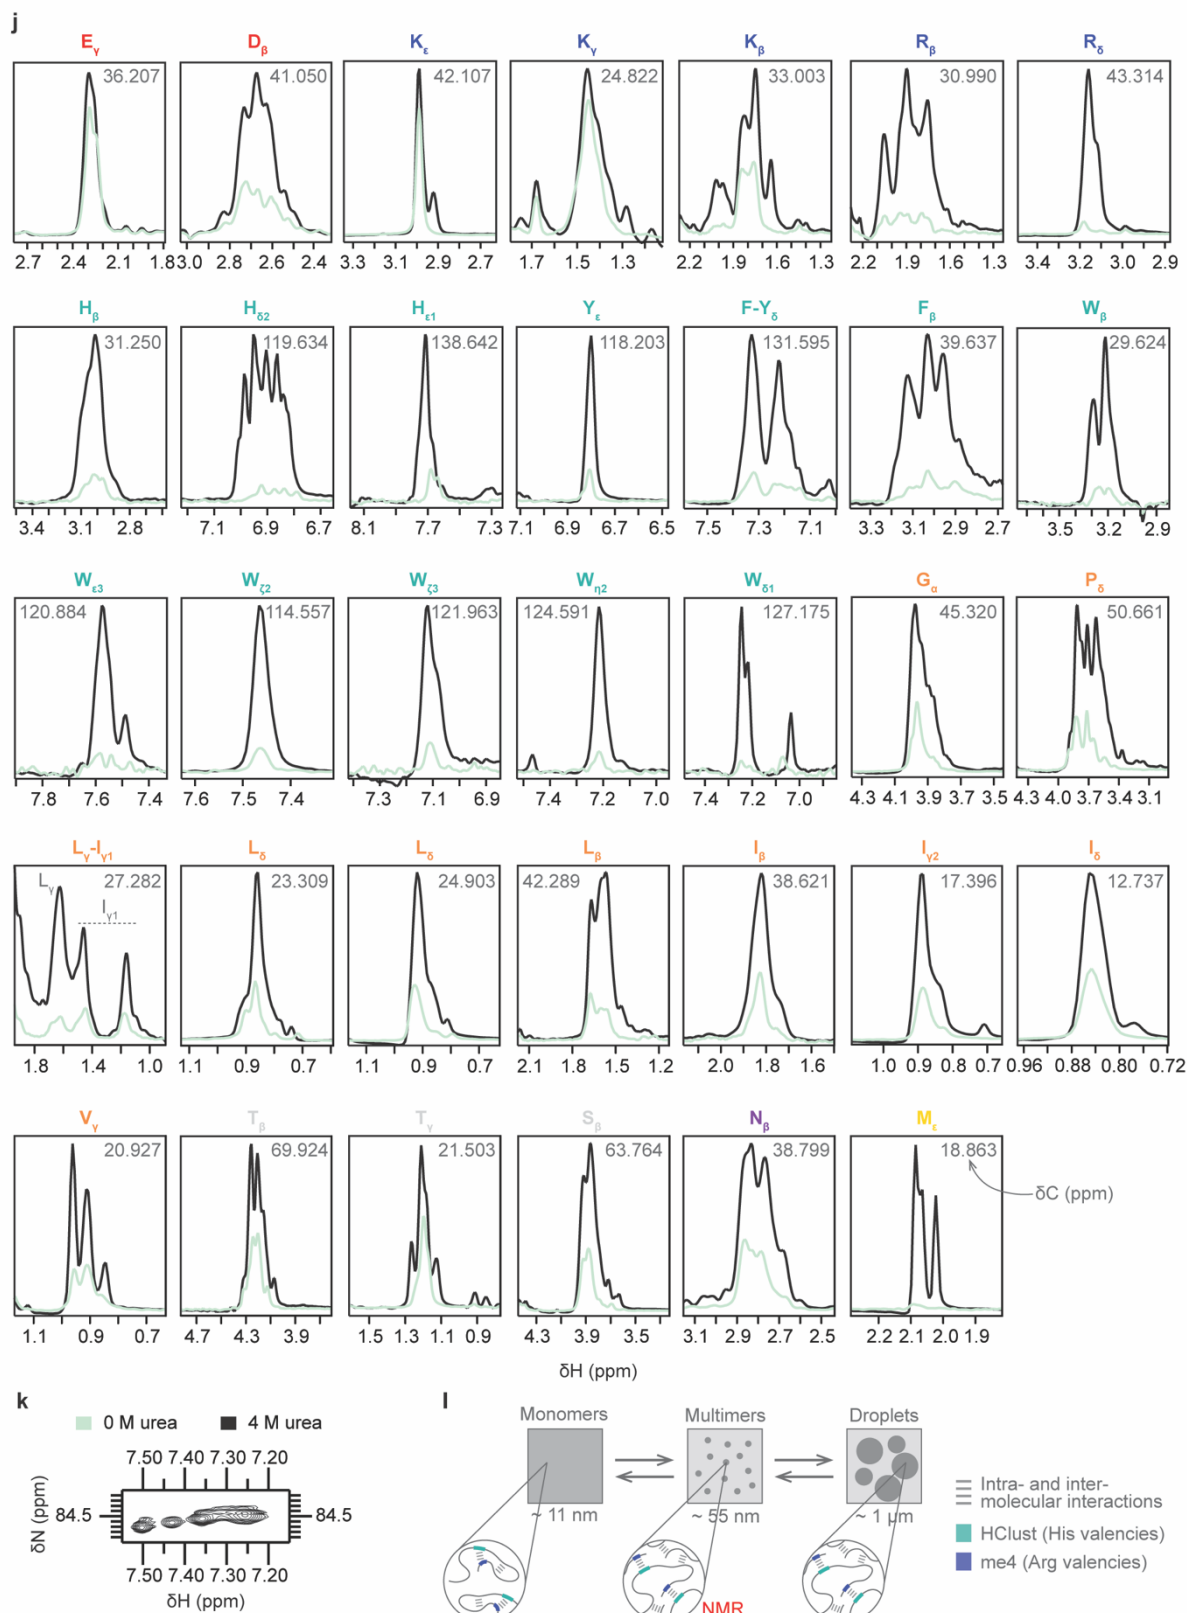 j
Eγ Dβ Kε Kγ Kβ Rβ Rδ
36.207 41.050 42.107 24.822 33.003 30.990 43.314
2.7 2.4 2.1 1.8 3.0 2.8 2.6 2.4 3.3 3.1 2.9 2.7 1.7 1.5 1.3 2.2 1.9 1.6 1.3 2.2 1.9 1.6 1.3 3.4 3.2 3.0 2.9
Hβ Hδ2 Hε1 Yε F-Yδ Fβ Wβ
31.250 119.634 138.642 118.203 131.595 39.637 29.624
3.4 3.1 2.8 7.1 6.9 6.7 8.1 7.7 7.3 7.1 6.9 6.7 6.5 7.5 7.3 7.1 3.3 3.1 2.9 2.7 3.5 3.2 2.9
Wε3 Wζ2 Wζ3 Wη2 Wδ1 Gα Pδ
120.884 114.557 121.963 124.591 127.175 45.320 50.661
7.8 7.6 7.4 7.6 7.5 7.4 7.3 7.1 6.9 7.4 7.2 7.0 7.4 7.2 7.0 4.3 4.1 3.9 3.7 3.5 4.3 4.0 3.7 3.4 3.1
Lγ-Iγ1 Lδ Lδ Lβ Iβ Iγ2 Iδ
Lγ 27.282 23.309 24.903 42.289 38.621 17.396 12.737
Iγ1
1.8 1.4 1.0 1.1 0.9 0.7 1.1 0.9 0.7 2.1 1.8 1.5 1.2 2.0 1.8 1.6 1.0 0.9 0.8 0.7 0.96 0.88 0.80 0.72
Vγ Tβ Tγ Sβ Nβ Mε
20.927 69.924 21.503 63.764 38.799 18.863
δC (ppm)
1.1 0.9 0.7 4.7 4.3 3.9 1.5 1.3 1.1 0.9 4.3 3.9 3.5 3.1 2.9 2.7 2.5 2.2 2.1 2.0 1.9
δH (ppm)
k
0 M urea 4 M urea
7.50 7.40 7.30 7.20
δN (ppm)
84.5 84.5
7.50 7.40 7.30 7.20
δH (ppm)
l
Monomers Multimers Droplets
~ 11 nm ~ 55 nm ~ 1 μm
NMR
Intra- and inter-
molecular interactions
HClust (His valencies)
me4 (Arg valencies)